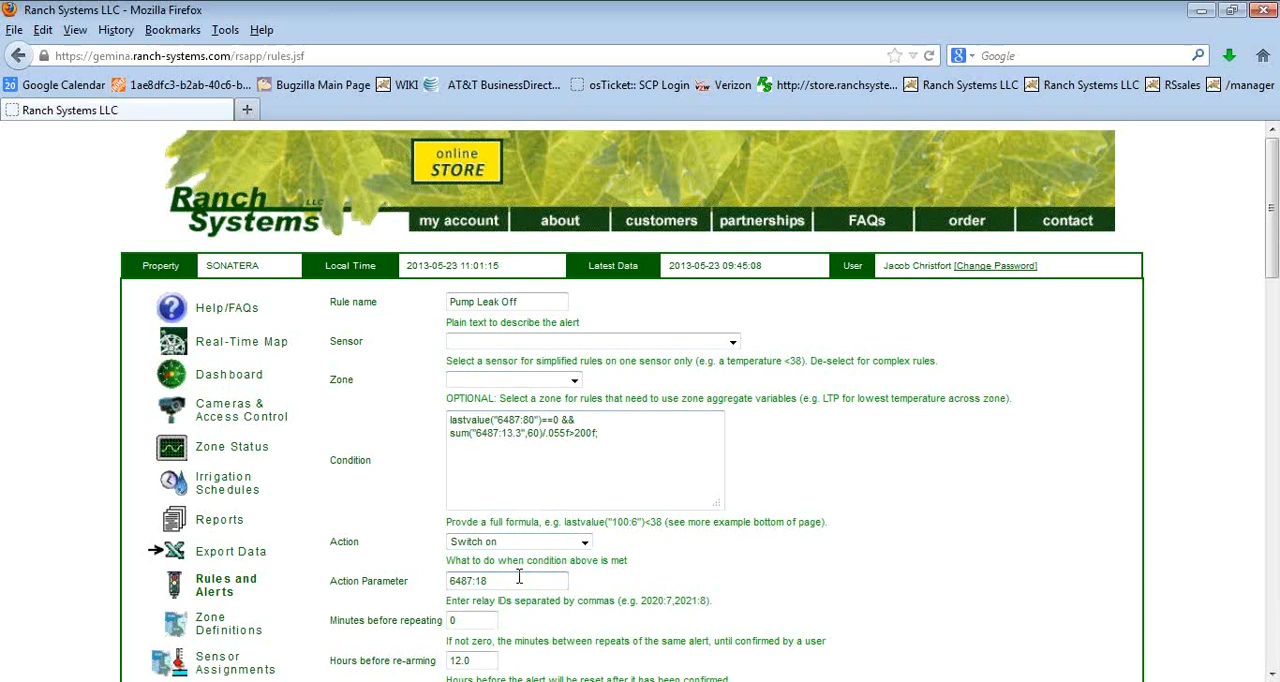 Ranch Systems LLC - Mozilla Firefox
File Edit View History Bookmarks Tools Help
https://gemina.ranch-systems.com/rsapp/rules.jsf
Google
Google Calendar 1ae8dfc3-b2ab-40c6-b... Bugzilla Main Page WIKI AT&T BusinessDirect... osTicket:: SCP Login Verizon http://store.ranchsyste... Ranch Systems LLC Ranch Systems LLC RSsales /manager
Ranch Systems LLC
online
STORE
Ranch LLC
Systems
my account about customers partnerships FAQs order contact
Property SONATERA Local Time 2013-05-23 11:01:15 Latest Data 2013-05-23 09:45:08 User Jacob Christfort [Change Password]
Help/FAQs
Real-Time Map
Dashboard
Cameras &
Access Control
Zone Status
Irrigation
Schedules
Reports
Export Data
Rules and
Alerts
Zone
Definitions
Sensor
Assignments
Rule name Pump Leak Off
Plain text to describe the alert
Sensor
Select a sensor for simplified rules on one sensor only (e.g. a temperature <38). De-select for complex rules.
Zone
OPTIONAL: Select a zone for rules that need to use zone aggregate variables (e.g. LTP for lowest temperature across zone).
lastvalue("6487:80")==0 &&
sum("6487:13.3",60)/.055f>200f;
Condition
Provde a full formula, e.g. lastvalue("100:6")<38 (see more example bottom of page).
Action Switch on
What to do when condition above is met
Action Parameter 6487:18
Enter relay IDs separated by commas (e.g. 2020:7,2021:8).
Minutes before repeating 0
If not zero, the minutes between repeats of the same alert, until confirmed by a user
Hours before re-arming 12.0
Hours before the alert will be reset after it has been confirmed